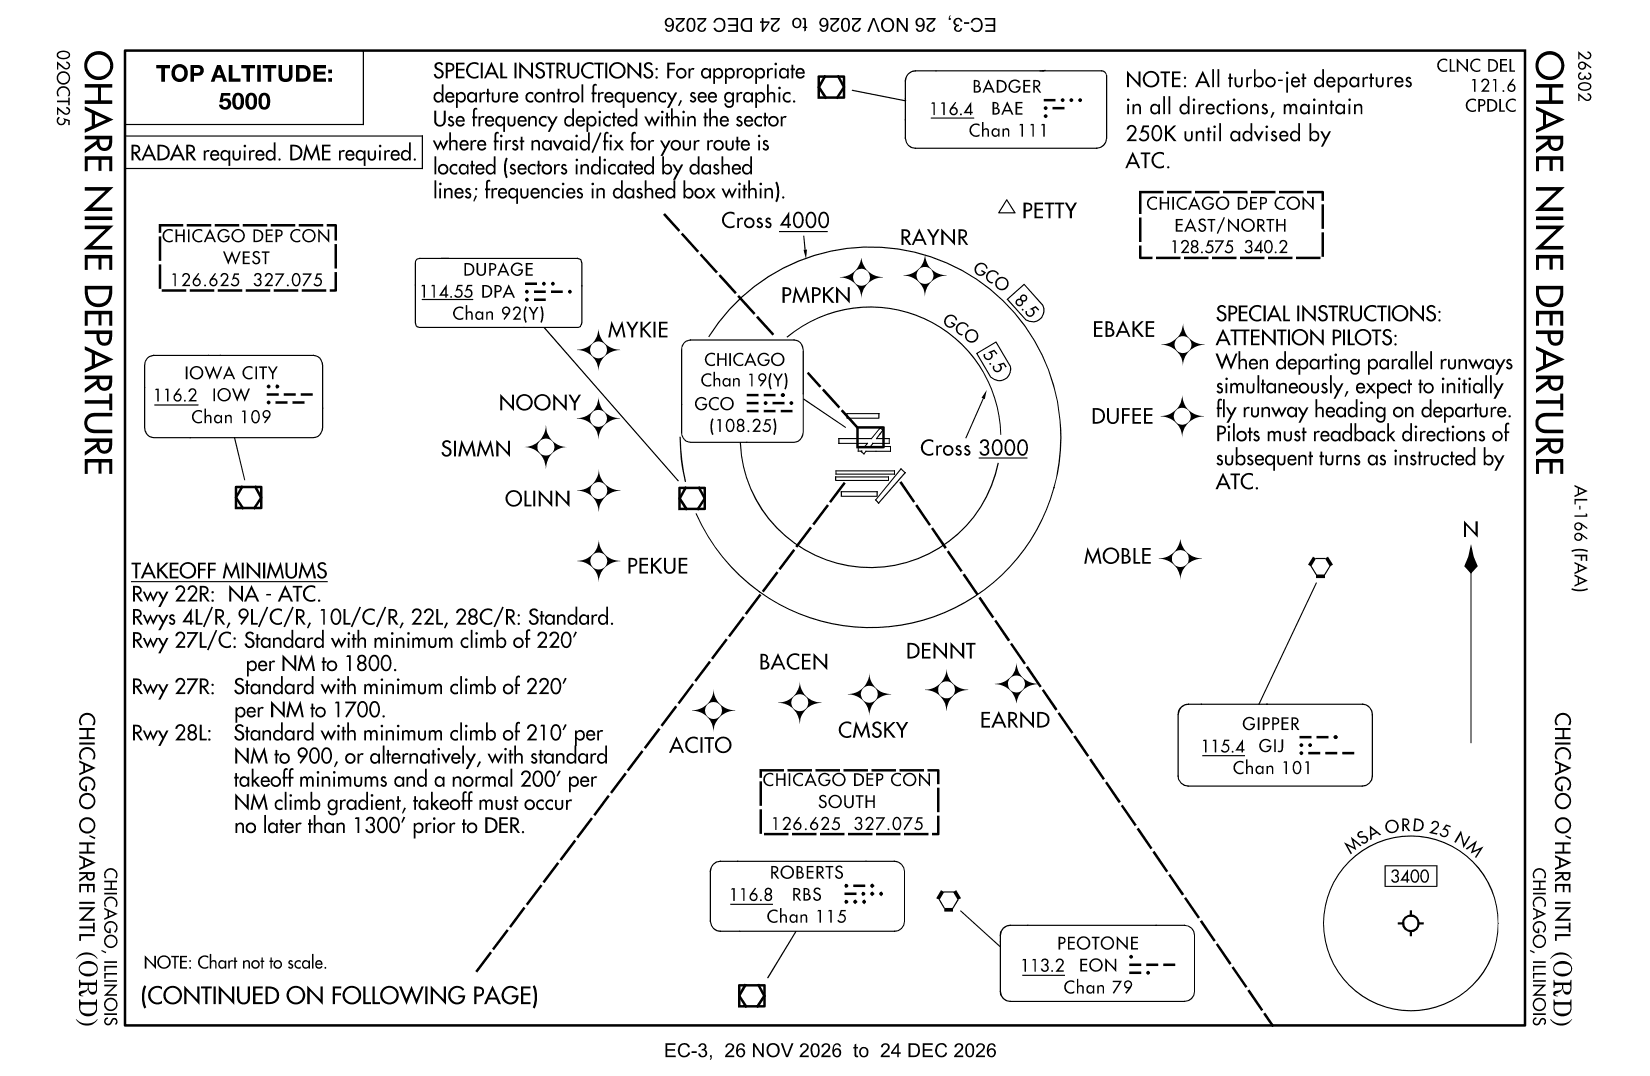 EC-3, 26 NOV 2026 to 24 DEC 2026
OHARE NINE DEPARTURE
02OCT25
TOP ALTITUDE:
5000
RADAR required. DME required.
SPECIAL INSTRUCTIONS: For appropriate
departure control frequency, see graphic.
Use frequency depicted within the sector
where first navaid/fix for your route is
located (sectors indicated by dashed
lines; frequencies in dashed box within).
BADGER
116.4 BAE
Chan 111
NOTE: All turbo-jet departures
in all directions, maintain
250K until advised by
ATC.
CLNC DEL
121.6
CPDLC
OHARE NINE DEPARTURE
26302
CHICAGO DEP CON
WEST
126.625 327.075
Cross 4000
PETTY
CHICAGO DEP CON
EAST/NORTH
128.575 340.2
RAYNR
PMPKN
GCO 8.5
GCO 5.5
DUPAGE
114.55 DPA
Chan 92(Y)
MYKIE
EBAKE
SPECIAL INSTRUCTIONS:
ATTENTION PILOTS:
When departing parallel runways
simultaneously, expect to initially
fly runway heading on departure.
Pilots must readback directions of
subsequent turns as instructed by
ATC.
CHICAGO
Chan 19(Y)
GCO
(108.25)
IOWA CITY
116.2 IOW
Chan 109
NOONY
DUFEE
SIMMN
Cross 3000
OLINN
PEKUE
MOBLE
N
AL-166 (FAA)
TAKEOFF MINIMUMS
Rwy 22R: NA - ATC.
Rwys 4L/R, 9L/C/R, 10L/C/R, 22L, 28C/R: Standard.
Rwy 27L/C: Standard with minimum climb of 220'
per NM to 1800.
Rwy 27R: Standard with minimum climb of 220'
per NM to 1700.
Rwy 28L: Standard with minimum climb of 210' per
NM to 900, or alternatively, with standard
takeoff minimums and a normal 200' per
NM climb gradient, takeoff must occur
no later than 1300' prior to DER.
BACEN
DENNT
ACITO
CMSKY
EARND
GIPPER
115.4 GIJ
Chan 101
CHICAGO DEP CON
SOUTH
126.625 327.075
MSA ORD 25 NM
3400
ROBERTS
116.8 RBS
Chan 115
PEOTONE
113.2 EON
Chan 79
NOTE: Chart not to scale.
(CONTINUED ON FOLLOWING PAGE)
CHICAGO, ILLINOIS
CHICAGO O'HARE INTL (ORD)
CHICAGO O'HARE INTL (ORD)
CHICAGO, ILLINOIS
EC-3, 26 NOV 2026 to 24 DEC 2026